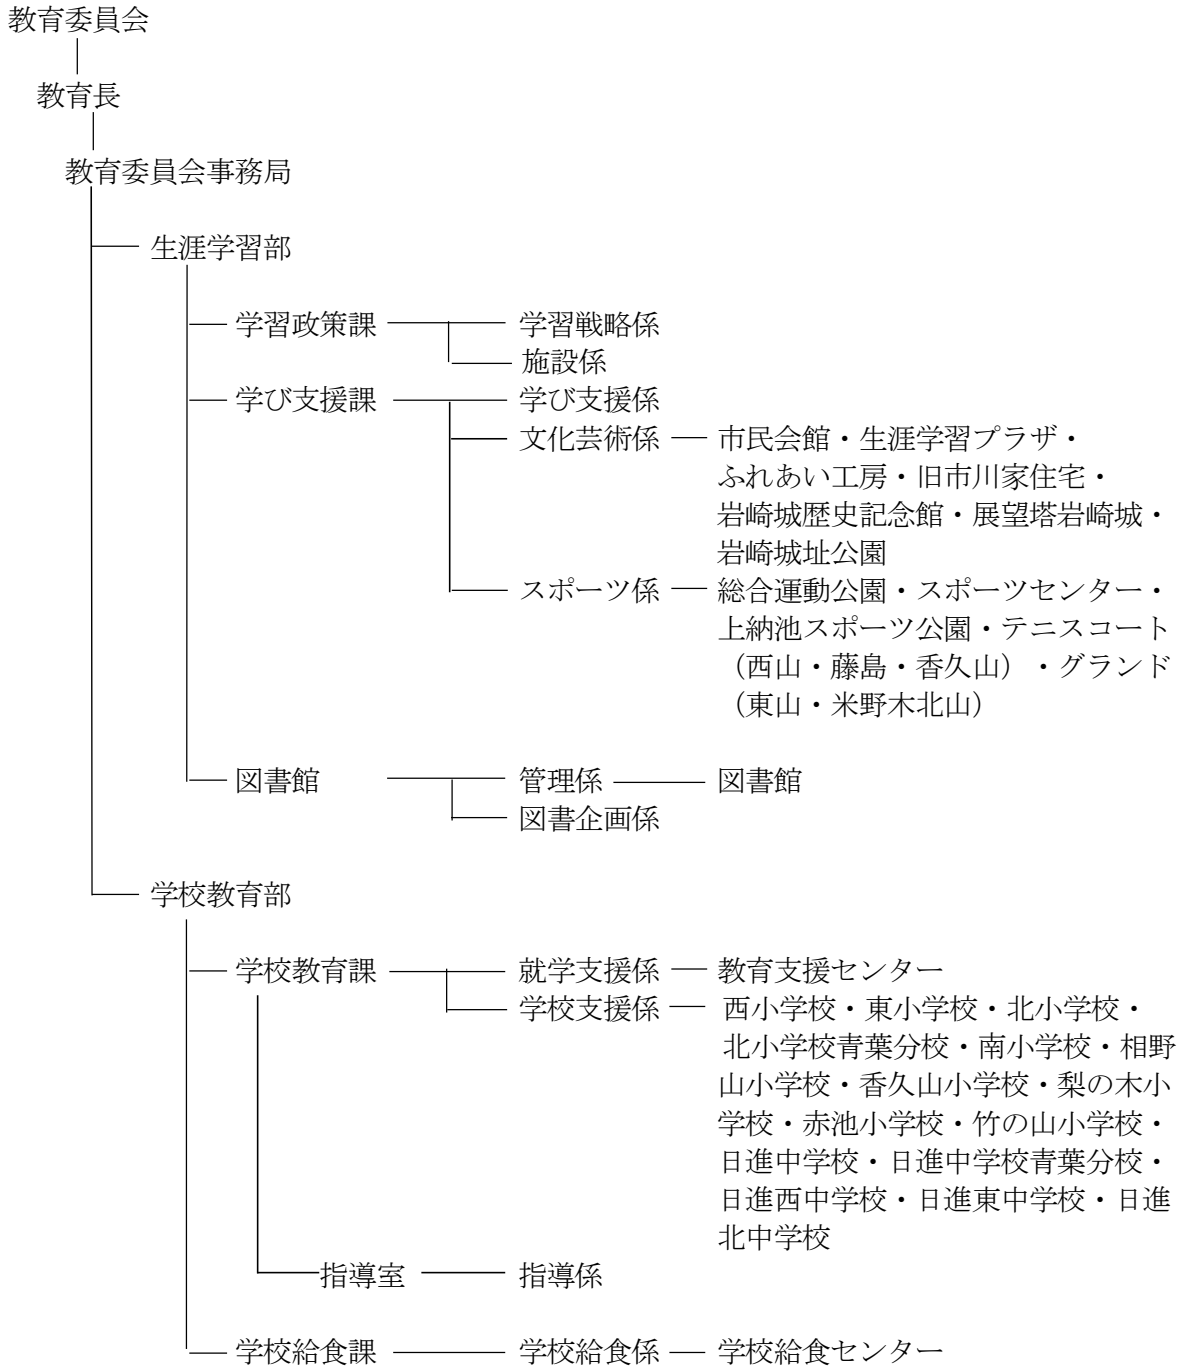 教育委員会
教育長
教育委員会事務局
生涯学習部
学習政策課 学習戦略係
施設係
学び支援課 学び支援係
文化芸術係 市民会館・生涯学習プラザ・
ふれあい工房・旧市川家住宅・
岩崎城歴史記念館・展望塔岩崎城・
岩崎城址公園
スポーツ係 総合運動公園・スポーツセンター・
上納池スポーツ公園・テニスコート
（西山・藤島・香久山）・グランド
（東山・米野木北山）
図書館 管理係 図書館
図書企画係
学校教育部
学校教育課 就学支援係 教育支援センター
学校支援係 西小学校・東小学校・北小学校・
北小学校青葉分校・南小学校・相野
山小学校・香久山小学校・梨の木小
学校・赤池小学校・竹の山小学校・
日進中学校・日進中学校青葉分校・
日進西中学校・日進東中学校・日進
北中学校
指導室 指導係
学校給食課 学校給食係 学校給食センター